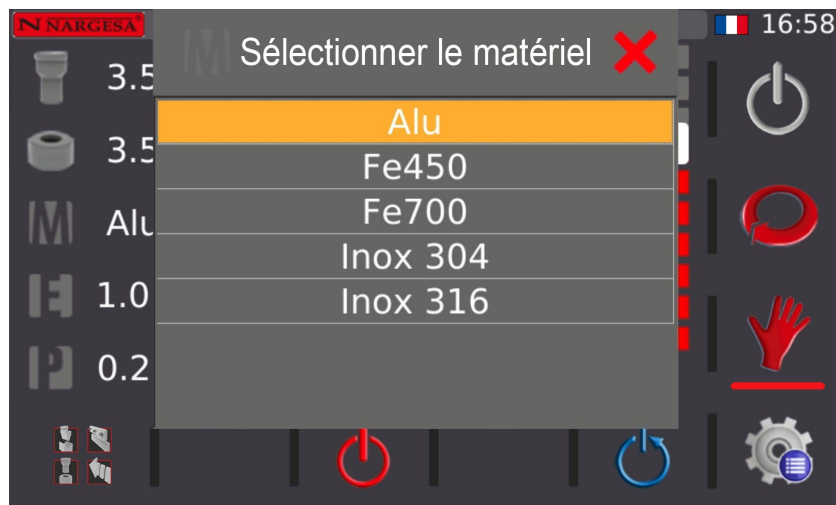 NARGESA
16:58
Sélectionner le matériel
3.5
Alu
3.5
Fe450
Fe700
Alu
Inox 304
1.0
Inox 316
0.2